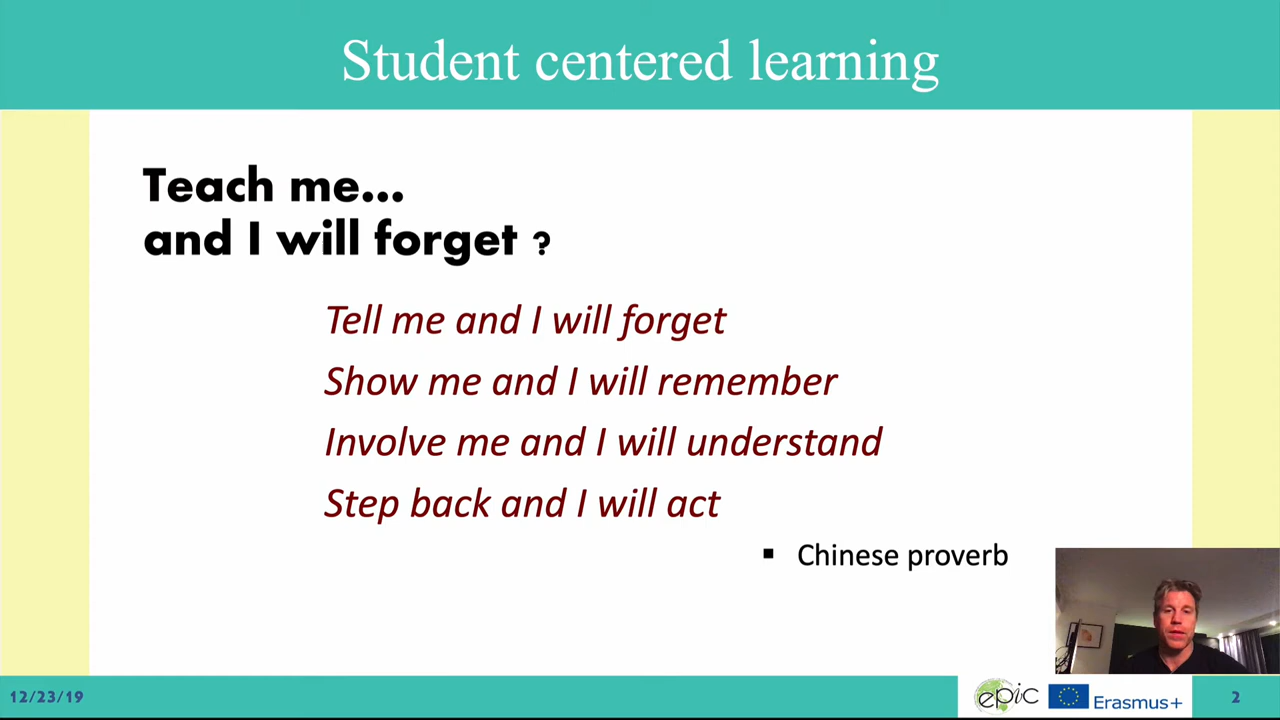 Student centered learning
Teach me...
and I will forget ?
Tell me and I will forget
Show me and I will remember
Involve me and I will understand
Step back and I will act
▪ Chinese proverb
12/23/19
epic
Erasmus+
2